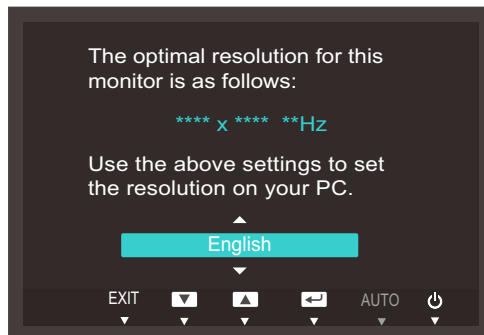 The optimal resolution for this
monitor is as follows:
**** x **** **Hz
Use the above settings to set
the resolution on your PC.
English
EXIT AUTO